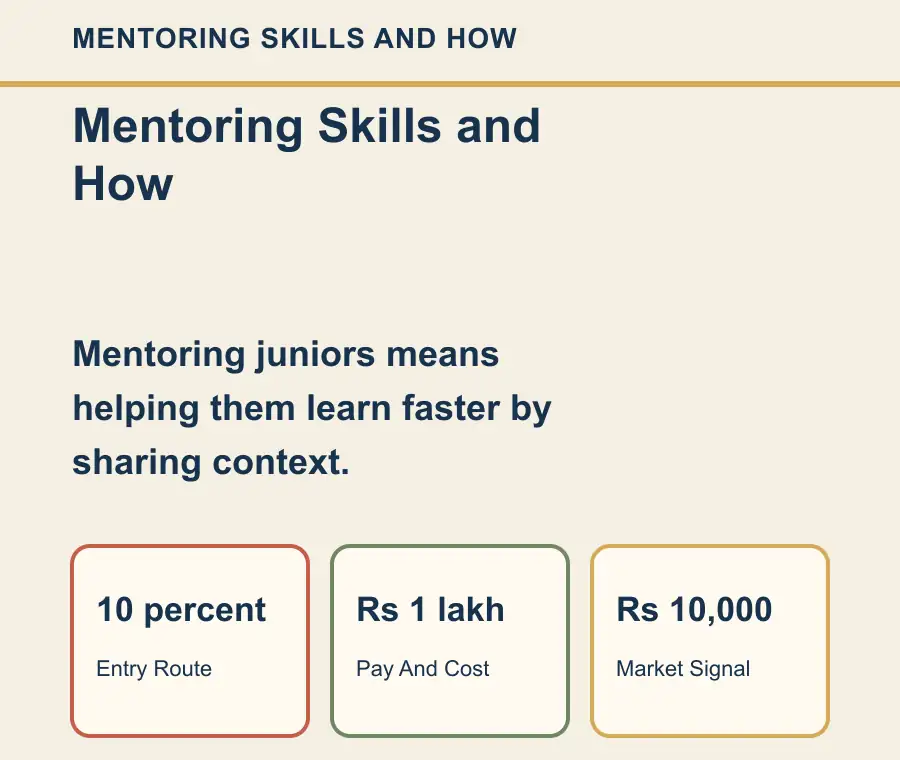 MENTORING SKILLS AND HOW
Mentoring Skills and
How
Mentoring juniors means
helping them learn faster by
sharing context.
10 percent
Entry Route
Rs 1 lakh
Pay And Cost
Rs 10,000
Market Signal